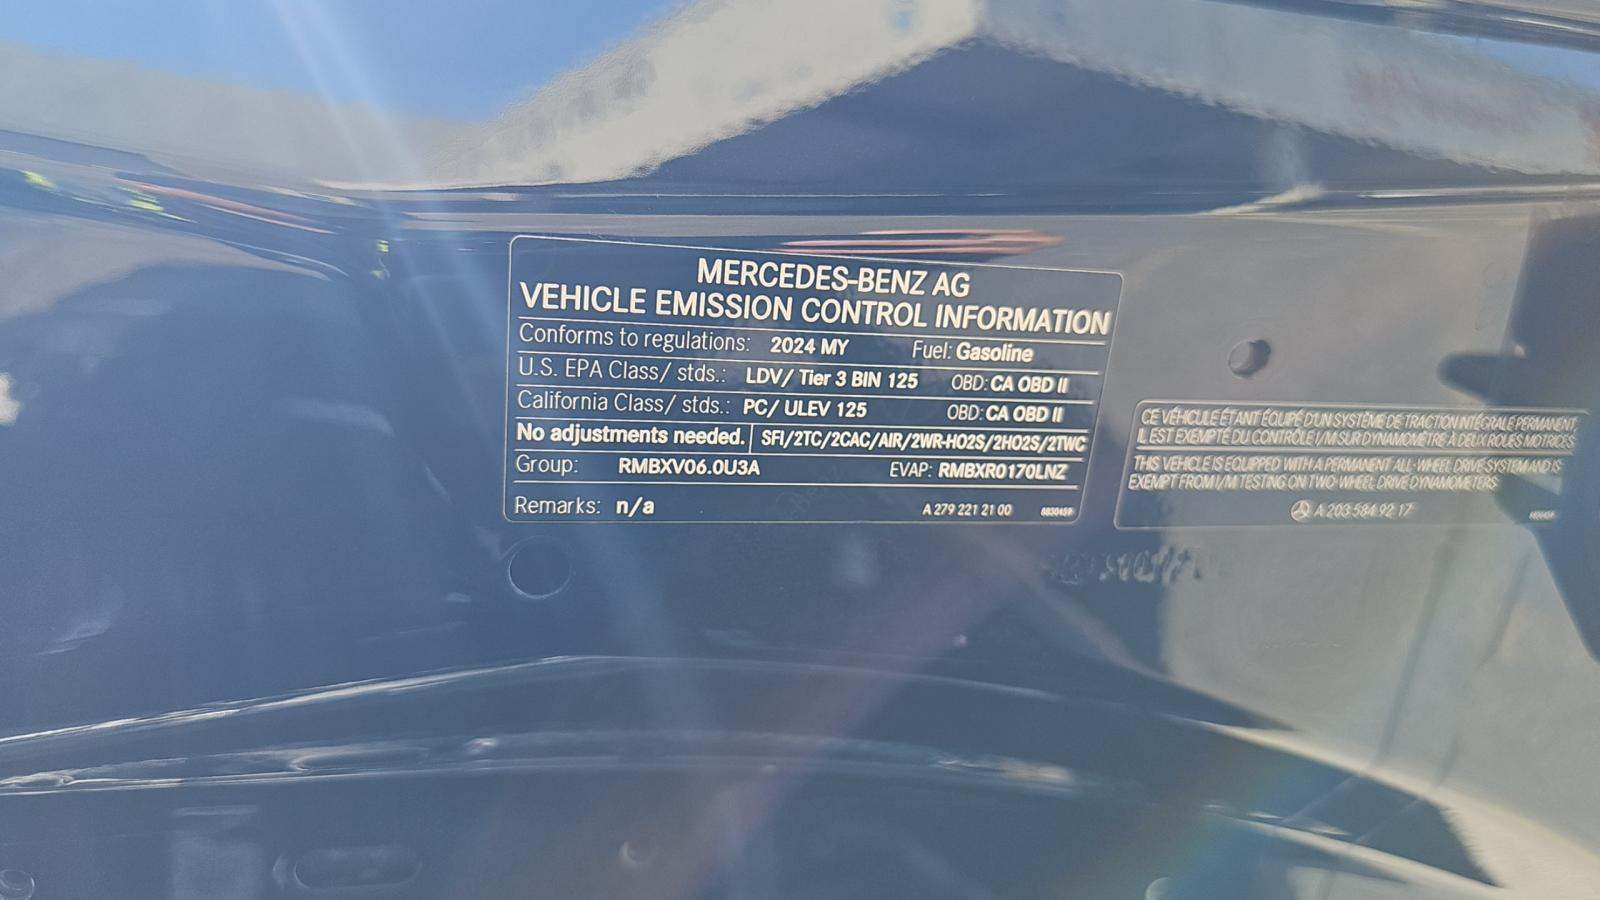 MERCEDES-BENZ AG
VEHICLE EMISSION CONTROL INFORMATION
Conforms to regulations: 2024 MY Fuel: Gasoline
U.S. EPA Class/ stds.: LDV/ Tier 3 BIN 125 OBD: CA OBD II
California Class/ stds.: PC/ ULEV 125 OBD: CA OBD II
No adjustments needed. SFI/2TC/2CAC/AIR/2WR-HO2S/2HO2S/2TWC
Group: RMBXV06.0U3A EVAP: RMBXR0170LNZ
Remarks: n/a A 279 221 21 00
CE VÉHICULE ÉTANT ÉQUIPÉ D'UN SYSTÈME DE TRACTION INTÉGRALE PERMANENT,
IL EST EXEMPTÉ DU CONTRÔLE I/M SUR DYNAMOMÈTRE À DEUX ROUES MOTRICES
THIS VEHICLE IS EQUIPPED WITH A PERMANENT ALL-WHEEL DRIVE SYSTEM AND IS
EXEMPT FROM I/M TESTING ON TWO-WHEEL DRIVE DYNAMOMETERS
A 203 584 92 17